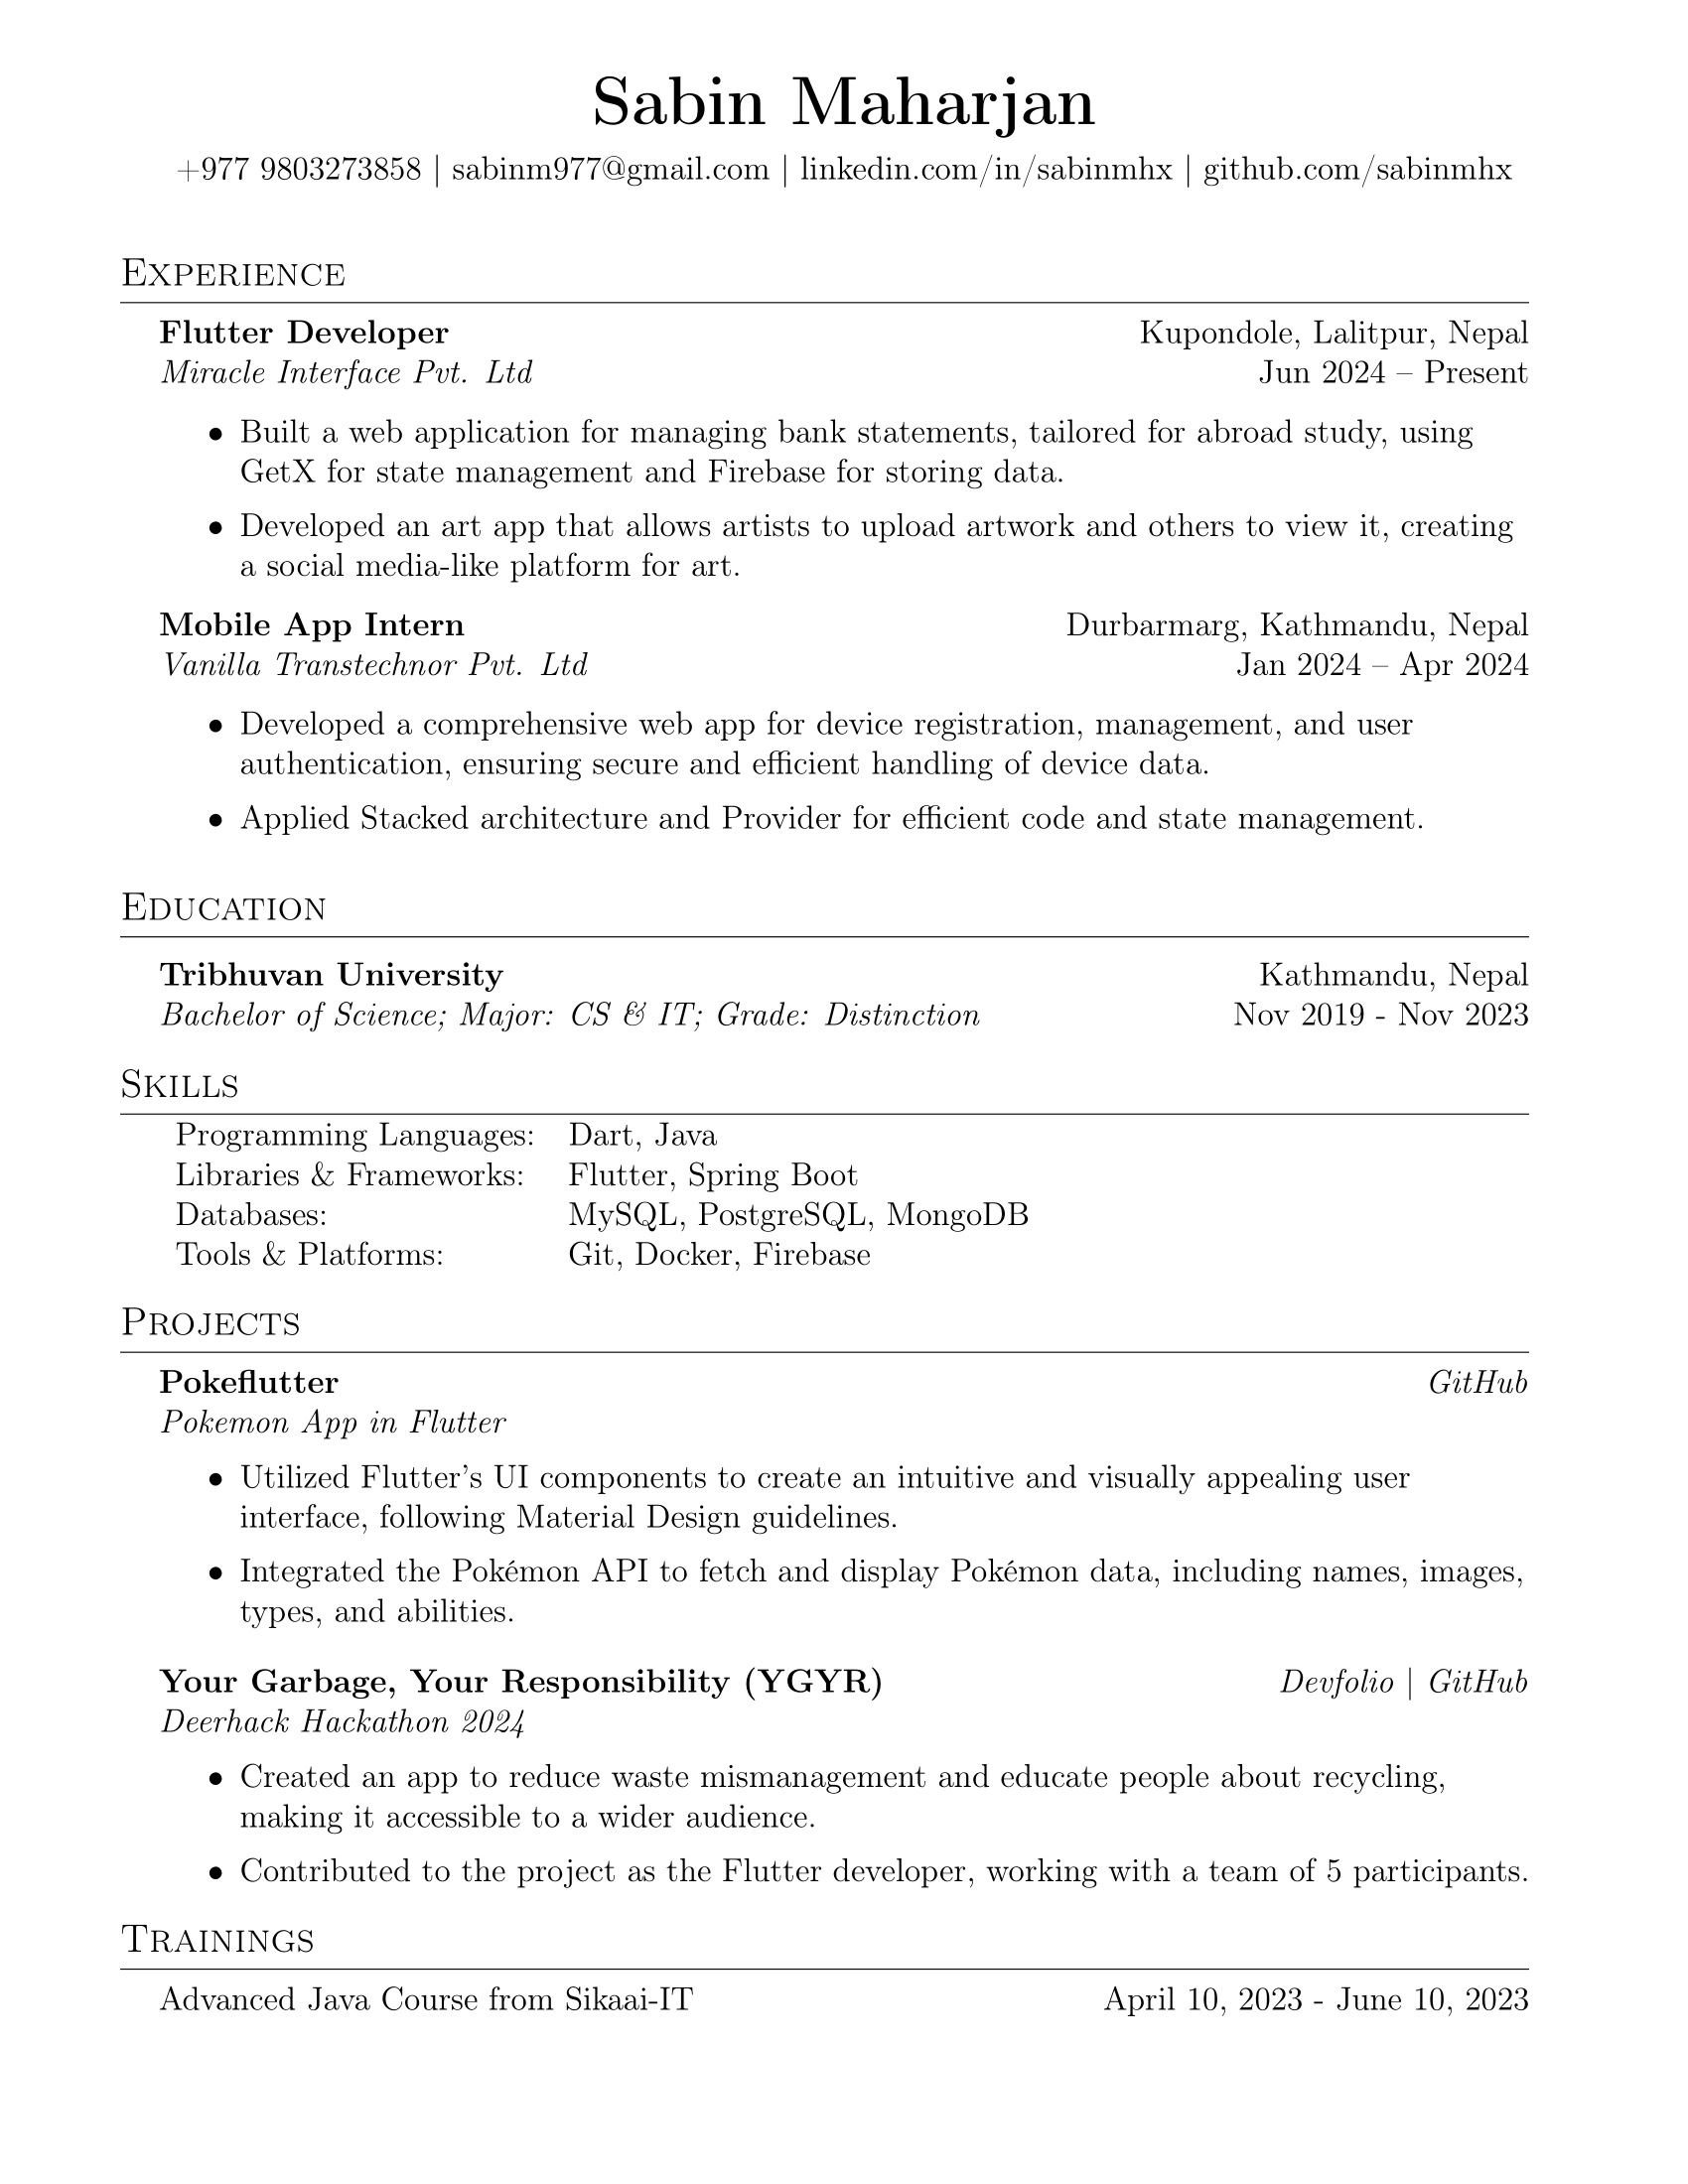 Sabin Maharjan
+977 9803273858 | sabinm977@gmail.com | linkedin.com/in/sabinmhx | github.com/sabinmhx
Experience
Flutter Developer Kupondole, Lalitpur, Nepal
Miracle Interface Pvt. Ltd Jun 2024 – Present
• Built a web application for managing bank statements, tailored for abroad study, using
GetX for state management and Firebase for storing data.
• Developed an art app that allows artists to upload artwork and others to view it, creating
a social media-like platform for art.
Mobile App Intern Durbarmarg, Kathmandu, Nepal
Vanilla Transtechnor Pvt. Ltd Jan 2024 – Apr 2024
• Developed a comprehensive web app for device registration, management, and user
authentication, ensuring secure and efficient handling of device data.
• Applied Stacked architecture and Provider for efficient code and state management.
Education
Tribhuvan University Kathmandu, Nepal
Bachelor of Science; Major: CS & IT; Grade: Distinction Nov 2019 - Nov 2023
Skills
Programming Languages: Dart, Java
Libraries & Frameworks: Flutter, Spring Boot
Databases: MySQL, PostgreSQL, MongoDB
Tools & Platforms: Git, Docker, Firebase
Projects
Pokeflutter GitHub
Pokemon App in Flutter
• Utilized Flutter's UI components to create an intuitive and visually appealing user
interface, following Material Design guidelines.
• Integrated the Pokémon API to fetch and display Pokémon data, including names, images,
types, and abilities.
Your Garbage, Your Responsibility (YGYR) Devfolio | GitHub
Deerhack Hackathon 2024
• Created an app to reduce waste mismanagement and educate people about recycling,
making it accessible to a wider audience.
• Contributed to the project as the Flutter developer, working with a team of 5 participants.
Trainings
Advanced Java Course from Sikaai-IT April 10, 2023 - June 10, 2023